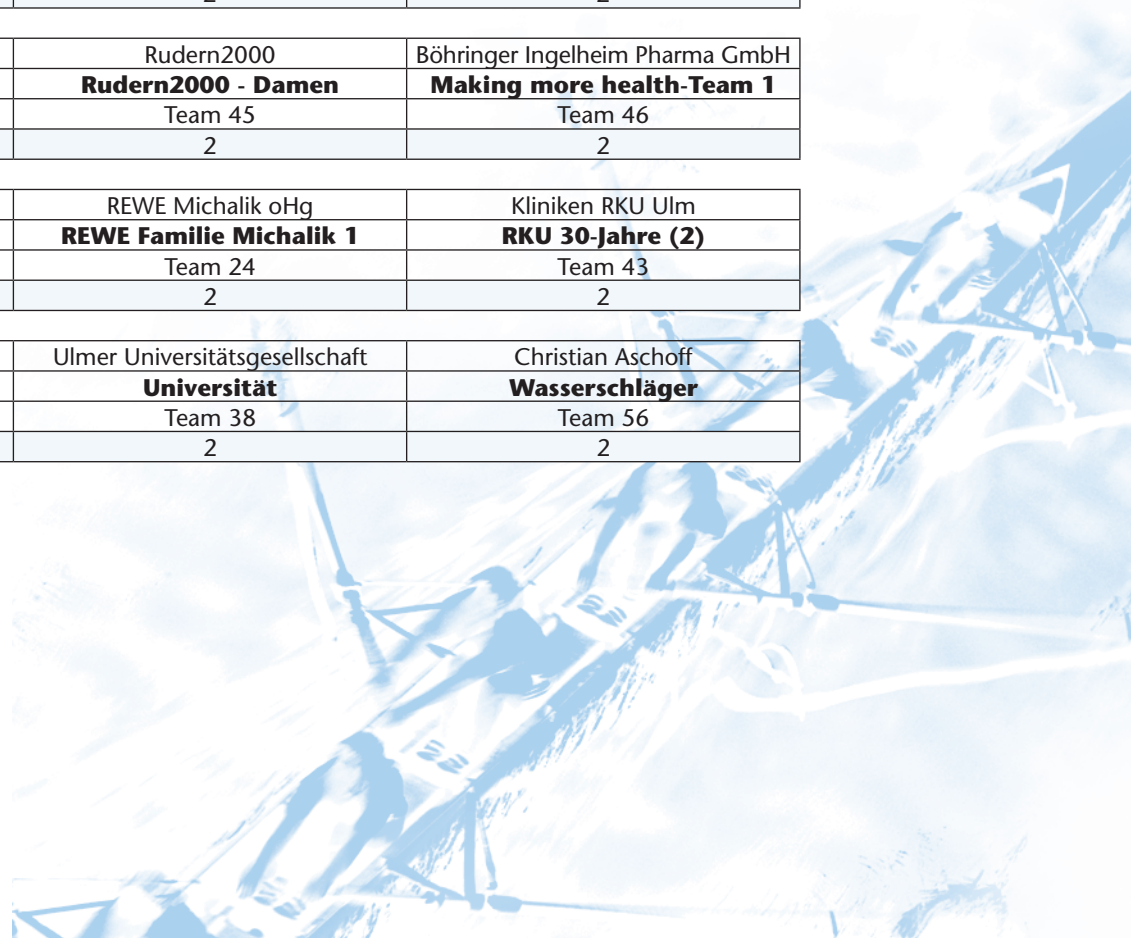 2 2
Rudern2000 Böhringer Ingelheim Pharma GmbH
Rudern2000 - Damen Making more health-Team 1
Team 45 Team 46
2 2
REWE Michalik oHg Kliniken RKU Ulm
REWE Familie Michalik 1 RKU 30-Jahre (2)
Team 24 Team 43
2 2
Ulmer Universitätsgesellschaft Christian Aschoff
Universität Wasserschläger
Team 38 Team 56
2 2